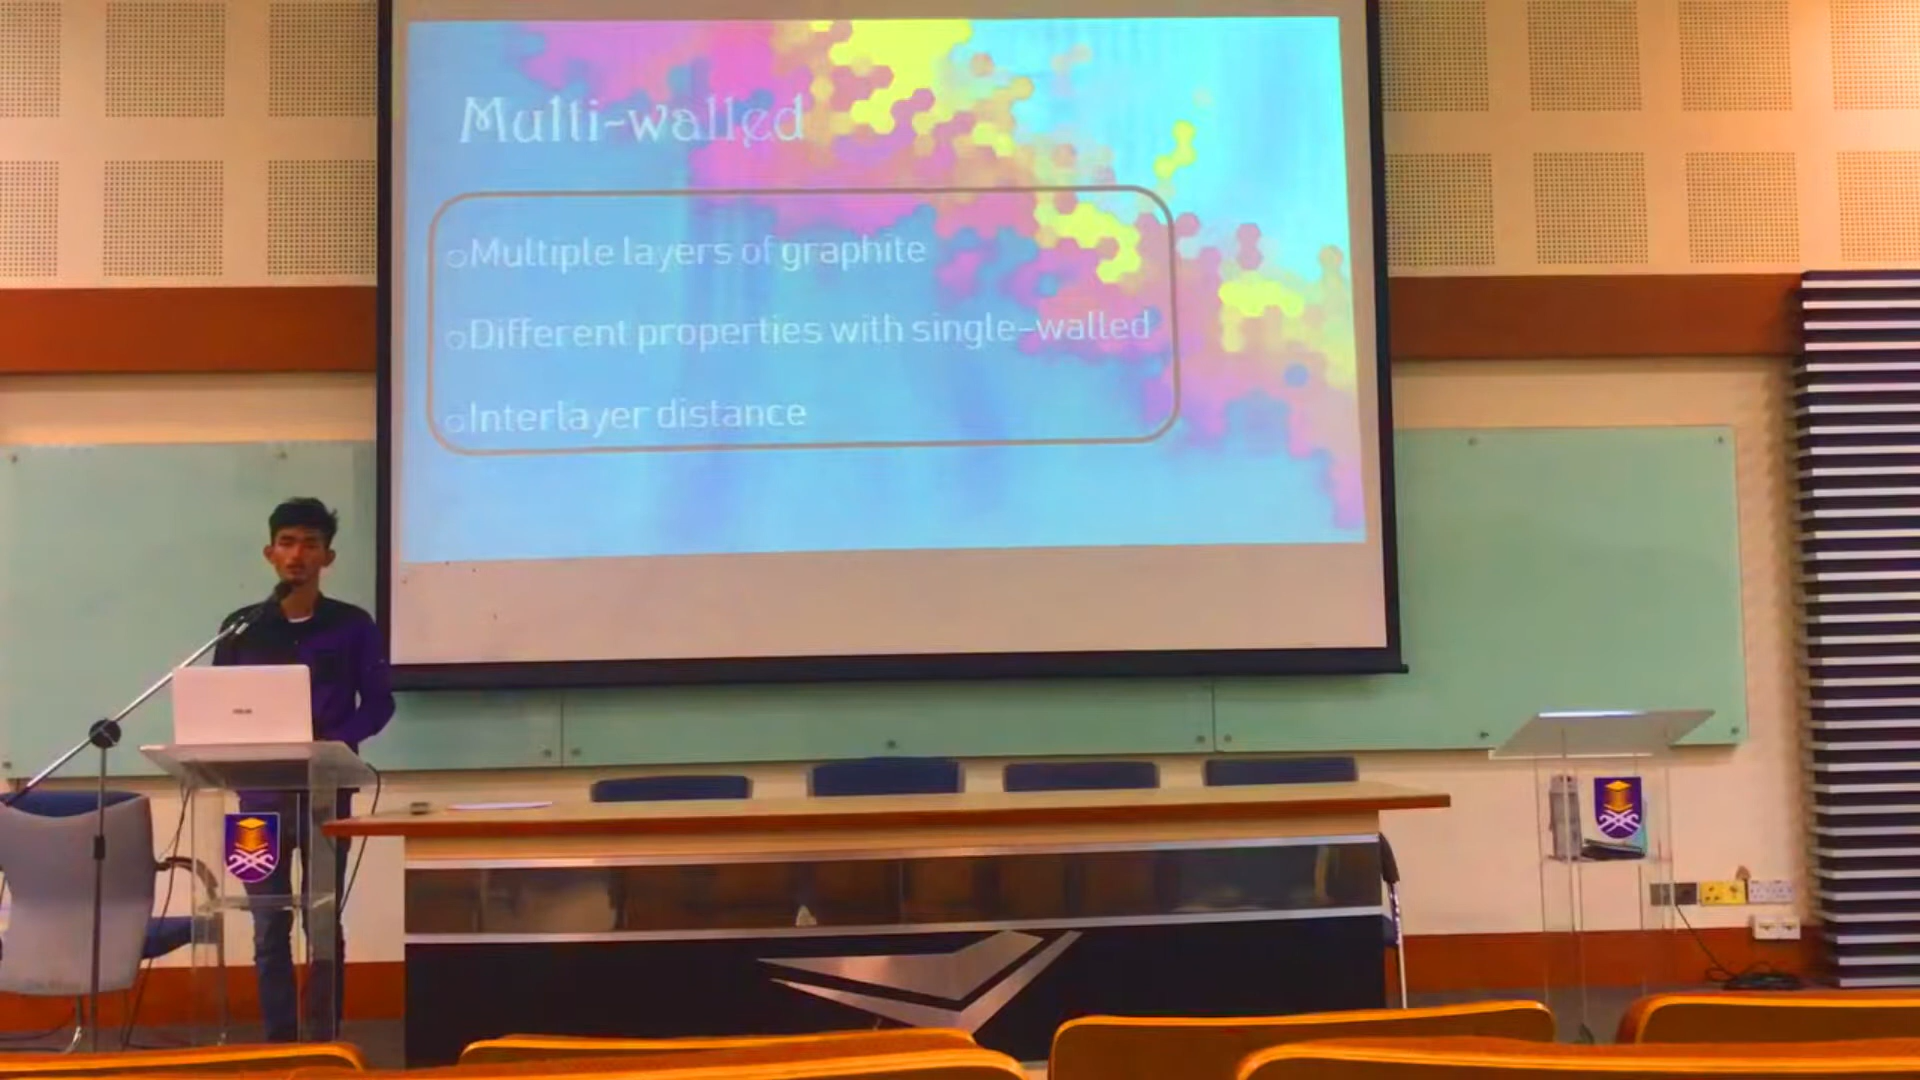 Multi-walled
Multiple layers of graphite
Different properties with single-walled
Interlayer distance